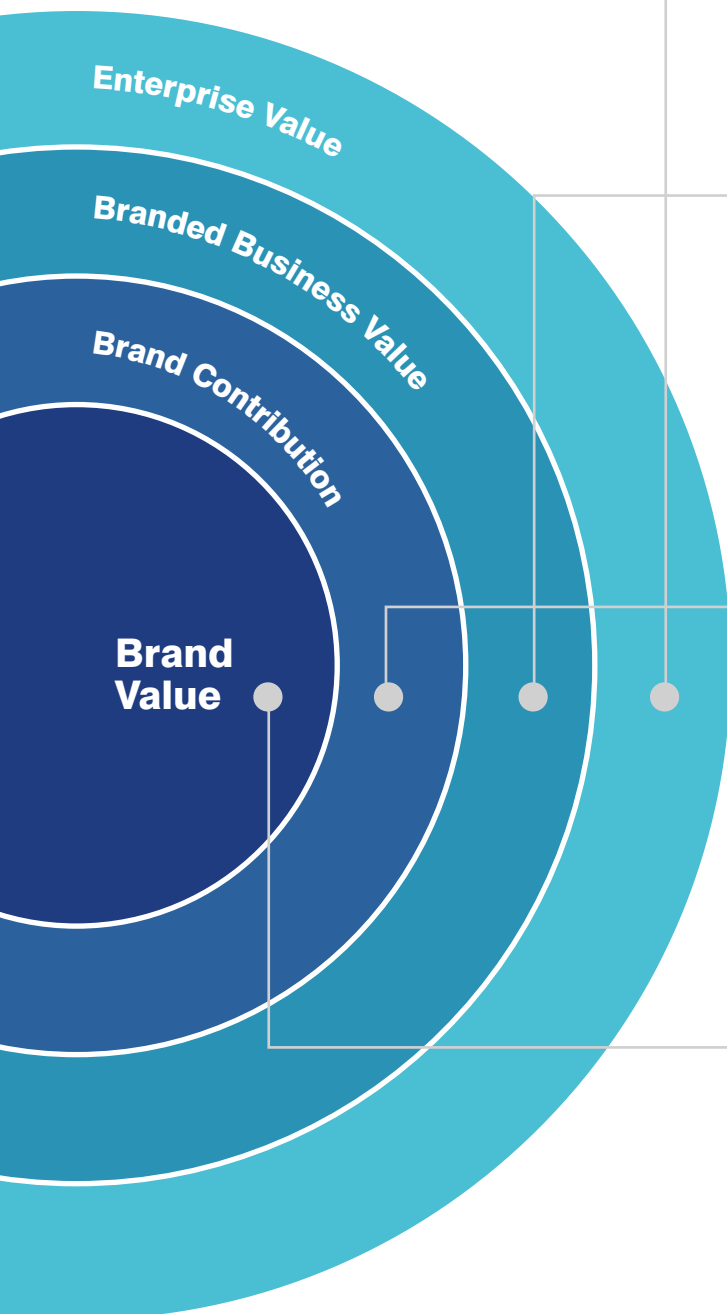 Enterprise Value
Branded Business Value
Brand Contribution
Brand
Value